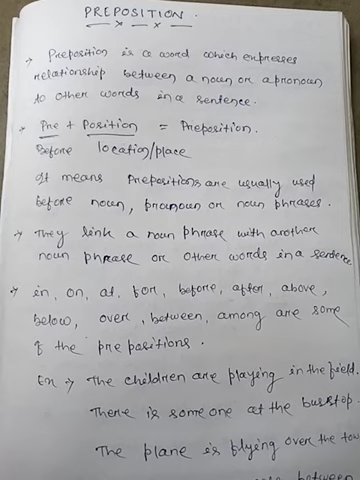 PREPOSITION.
→ Preposition is a word which expresses
relationship between a noun or a pronoun
to other words in a sentence.
→ Pre + Position = Preposition.
Before location/place
It means Prepositions are usually used
before noun, pronoun or noun phrases.
→ They link a noun phrase with another
noun phrase or other words in a sentence
→ in, on, at, for, before, after, above,
below, over, between, among are some
of the prepositions.
Ex → The children are playing in the field.
There is someone at the busstop.
The plane is flying over the tow
between